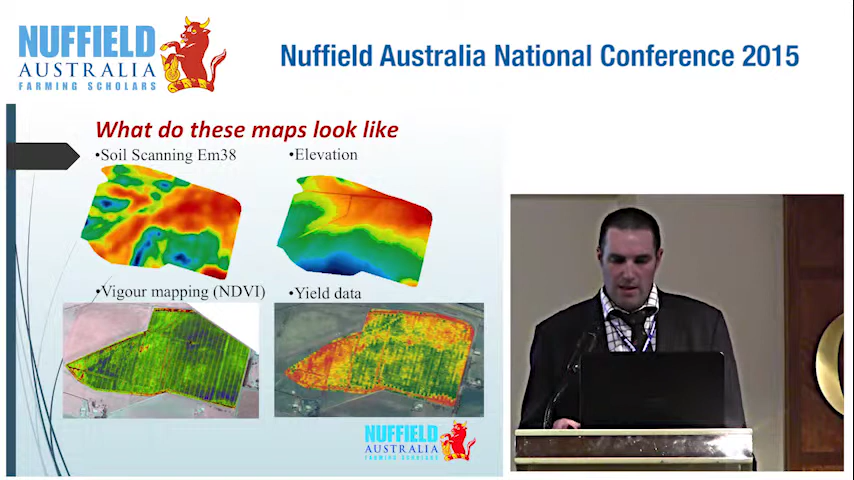 NUFFIELD
AUSTRALIA
FARMING SCHOLARS
Nuffield Australia National Conference 2015
What do these maps look like
•Soil Scanning Em38
•Elevation
•Vigour mapping (NDVI)
•Yield data
NUFFIELD
AUSTRALIA
FARMING SCHOLARS